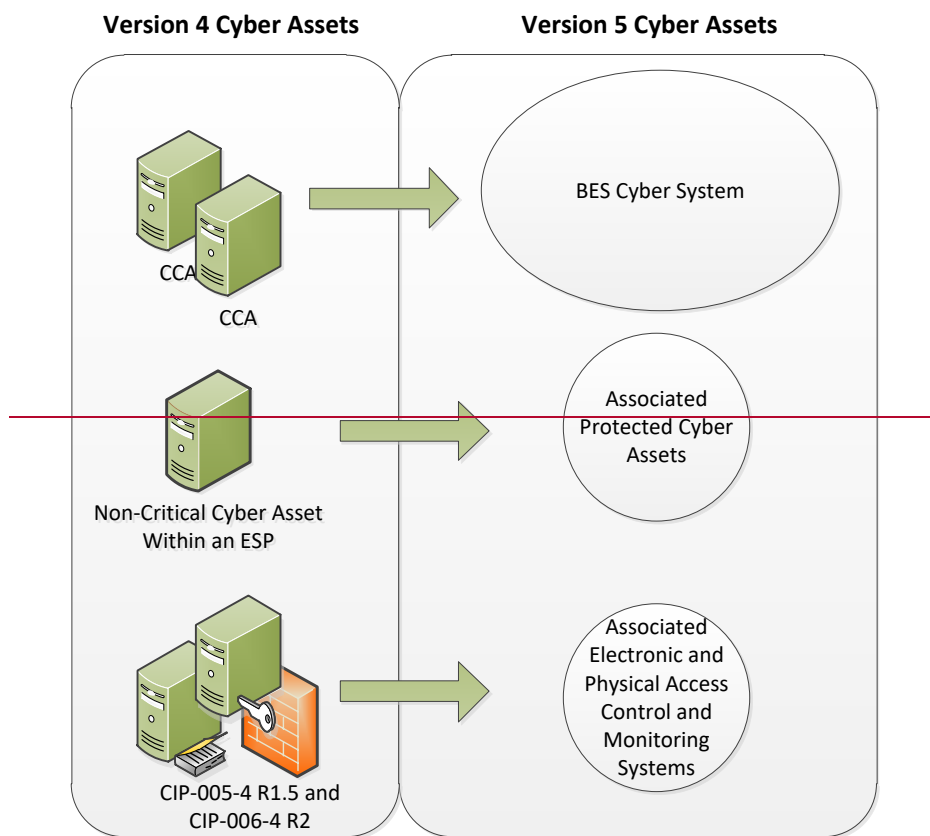 Version 4 Cyber Assets
Version 5 Cyber Assets
CCA
CCA
BES Cyber System
Non-Critical Cyber Asset
Within an ESP
Associated
Protected Cyber
Assets
CIP-005-4 R1.5 and
CIP-006-4 R2
Associated
Electronic and
Physical Access
Control and
Monitoring
Systems